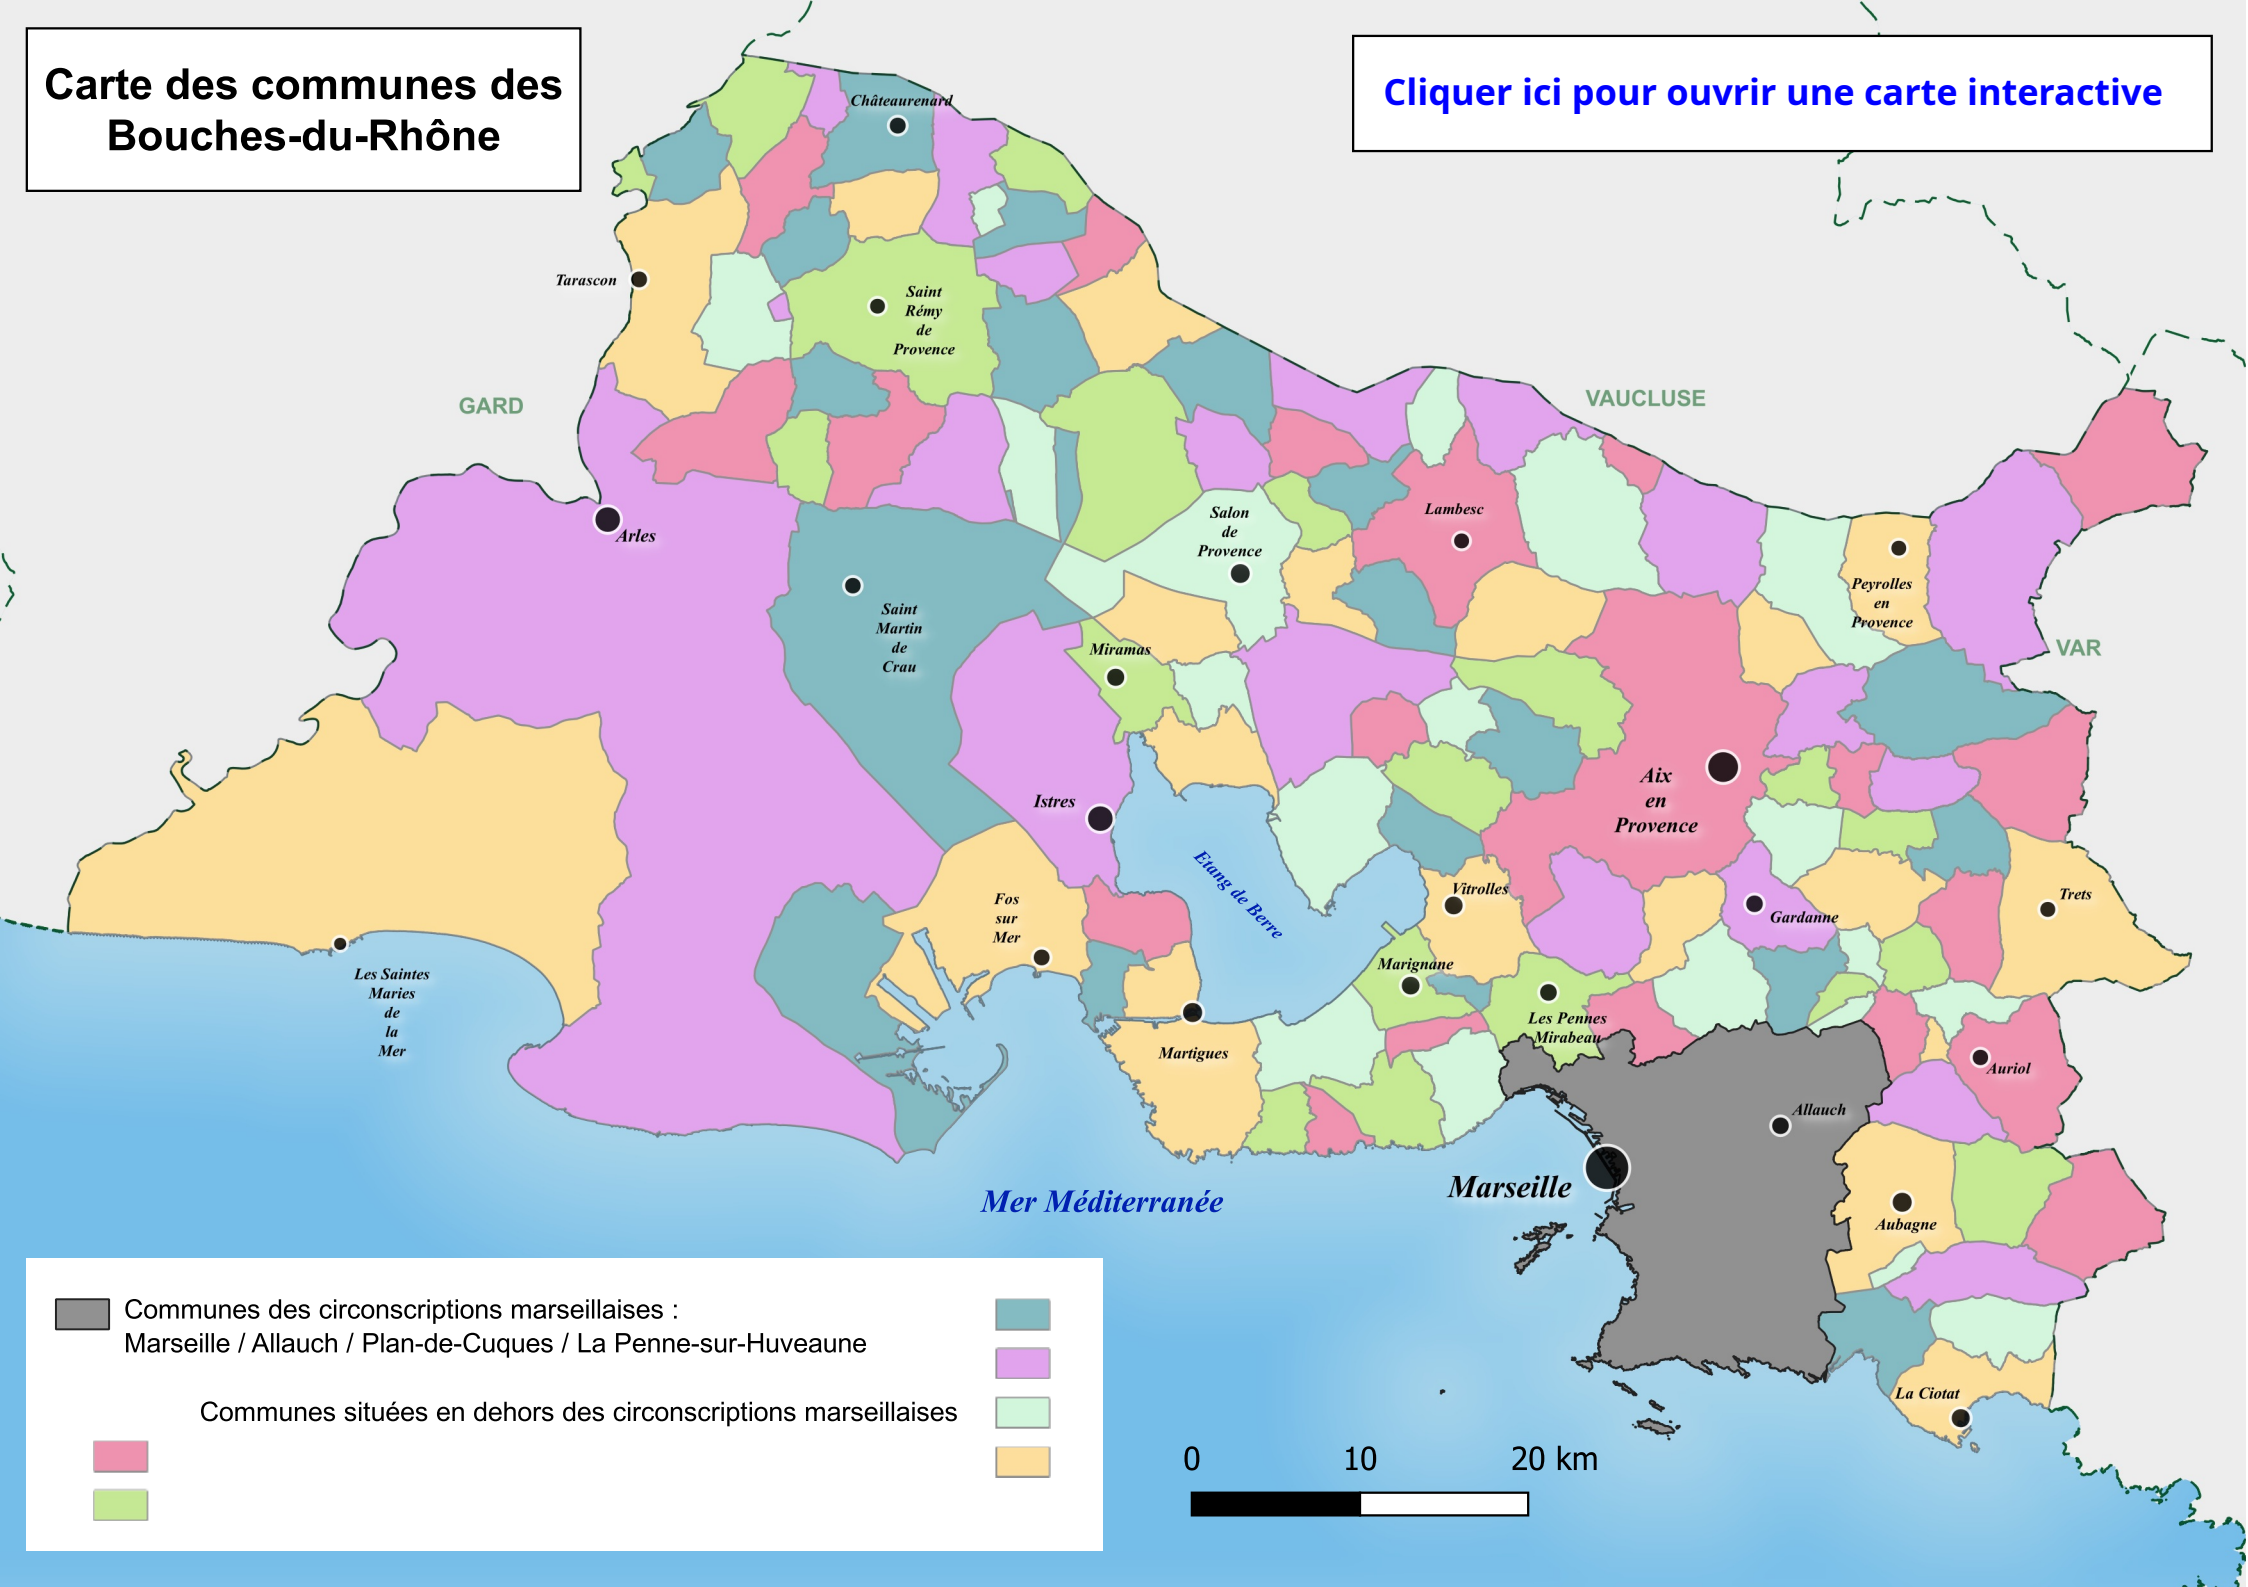 Carte des communes des
Bouches-du-Rhône
Cliquer ici pour ouvrir une carte interactive
Châteaurenard
Tarascon
Saint
Rémy
de
Provence
GARD
VAUCLUSE
Arles
Salon
de
Provence
Lambesc
Peyrolles
en
Provence
Saint
Martin
de
Crau
Miramas
VAR
Istres
Aix
en
Provence
Etang de Berre
Vitrolles
Trets
Gardanne
Fos
sur
Mer
Marignane
Les Saintes
Maries
de
la
Mer
Les Pennes
Mirabeau
Martigues
Auriol
Allauch
Marseille
Mer Méditerranée
Aubagne
La Ciotat
Communes des circonscriptions marseillaises :
Marseille / Allauch / Plan-de-Cuques / La Penne-sur-Huveaune
Communes situées en dehors des circonscriptions marseillaises
0 10 20 km